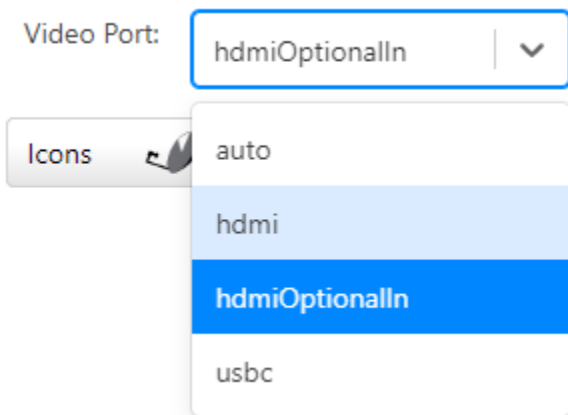 Video Port:
hdmiOptionalIn
Icons
auto
hdmi
hdmiOptionalIn
usbc